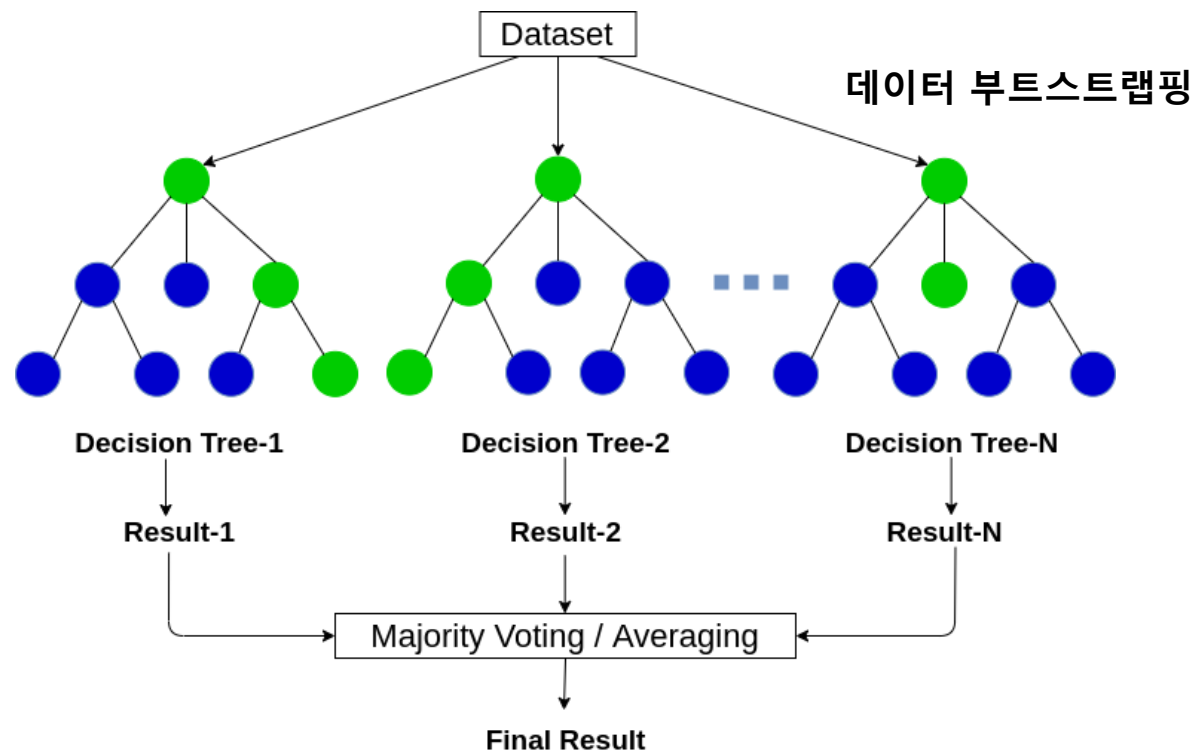 Dataset
데이터 부트스트랩핑
Decision Tree-1
Decision Tree-2
Decision Tree-N
Result-1
Result-2
Result-N
Majority Voting / Averaging
Final Result